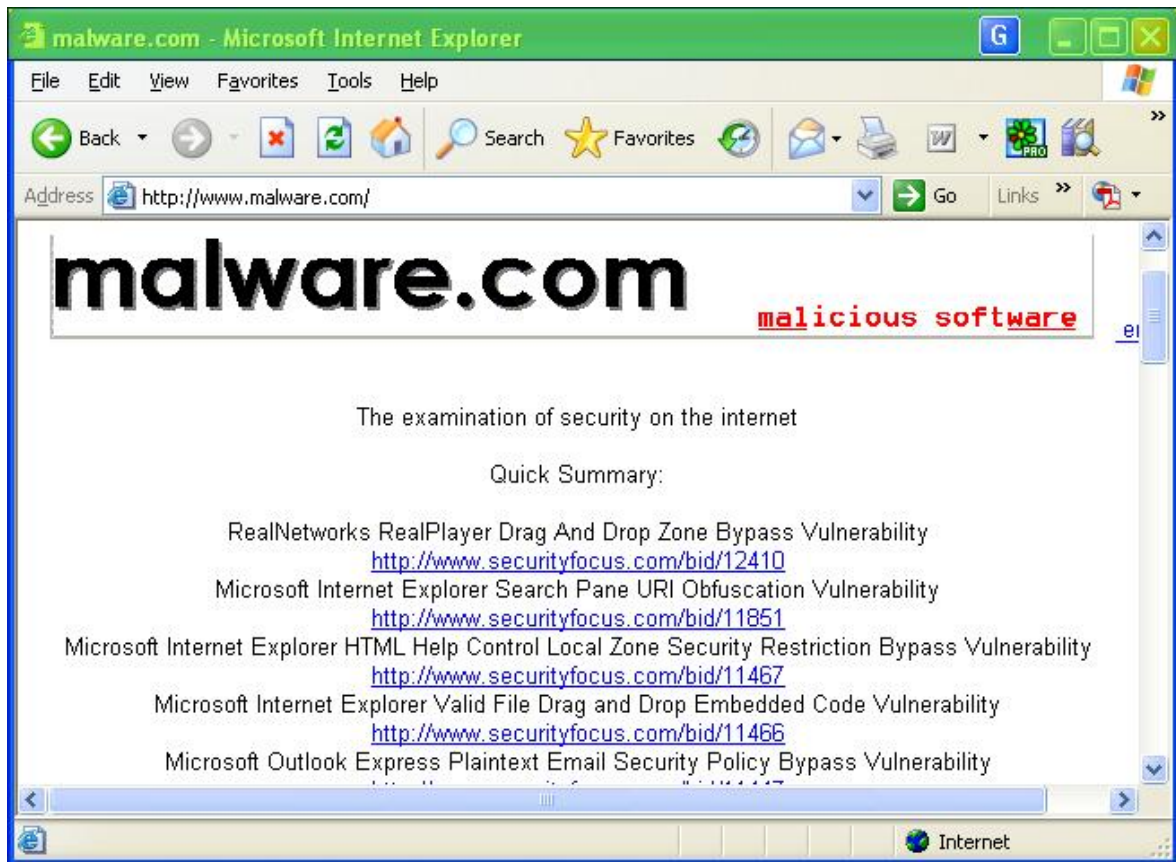 malware.com - Microsoft Internet Explorer
G
File Edit View Favorites Tools Help
Back Search Favorites W PRO »
Address http://www.malware.com/ Go Links »
malware.com
malicious software
The examination of security on the internet
Quick Summary:
RealNetworks RealPlayer Drag And Drop Zone Bypass Vulnerability
http://www.securityfocus.com/bid/12410
Microsoft Internet Explorer Search Pane URI Obfuscation Vulnerability
http://www.securityfocus.com/bid/11851
Microsoft Internet Explorer HTML Help Control Local Zone Security Restriction Bypass Vulnerability
http://www.securityfocus.com/bid/11467
Microsoft Internet Explorer Valid File Drag and Drop Embedded Code Vulnerability
http://www.securityfocus.com/bid/11466
Microsoft Outlook Express Plaintext Email Security Policy Bypass Vulnerability
Internet